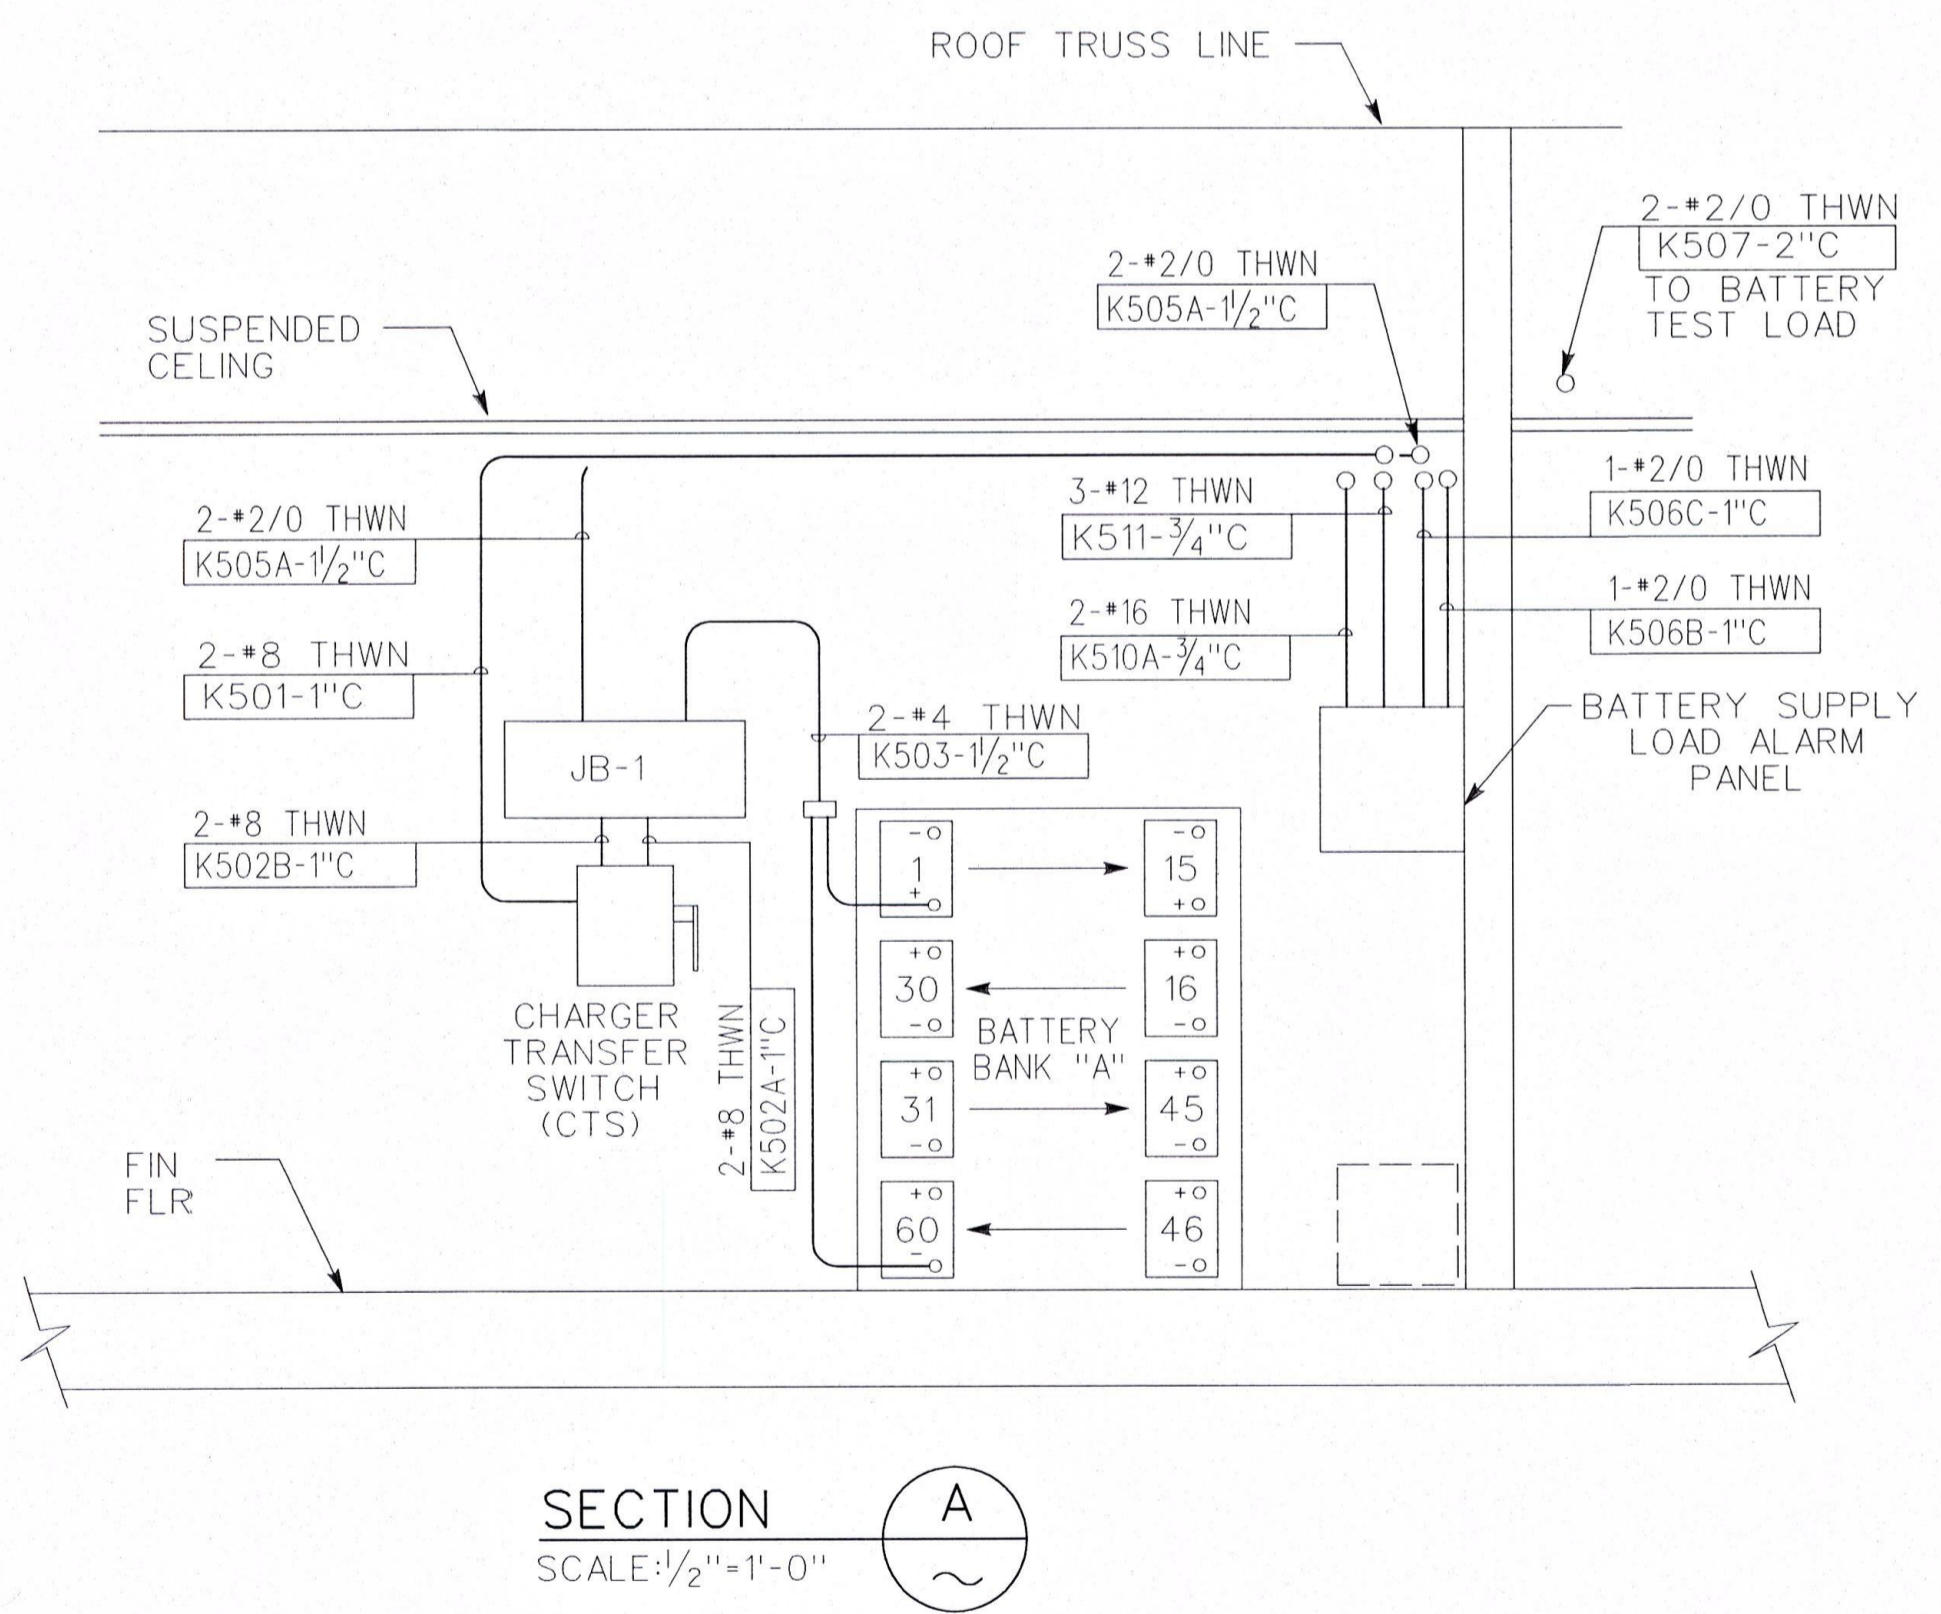 ROOF TRUSS LINE
2-#2/0 THWN
K507-2"C
TO BATTERY
TEST LOAD
2-#2/0 THWN
K505A-1½"C
SUSPENDED
CELING
2-#2/0 THWN
K505A-1½"C
3-#12 THWN
K511-¾"C
1-#2/0 THWN
K506C-1"C
2-#8 THWN
K501-1"C
2-#16 THWN
K510A-¾"C
1-#2/0 THWN
K506B-1"C
JB-1
2-#4 THWN
K503-1½"C
BATTERY SUPPLY
LOAD ALARM
PANEL
2-#8 THWN
K502B-1"C
CHARGER
TRANSFER
SWITCH
(CTS)
2-#8 THWN
K502A-1"C
-
1
+
-
15
+
+
30
-
+
16
-
BATTERY
BANK "A"
+
31
-
+
45
-
+
60
-
+
46
-
FIN
FLR
SECTION
SCALE:½"=1'-0"
A
~